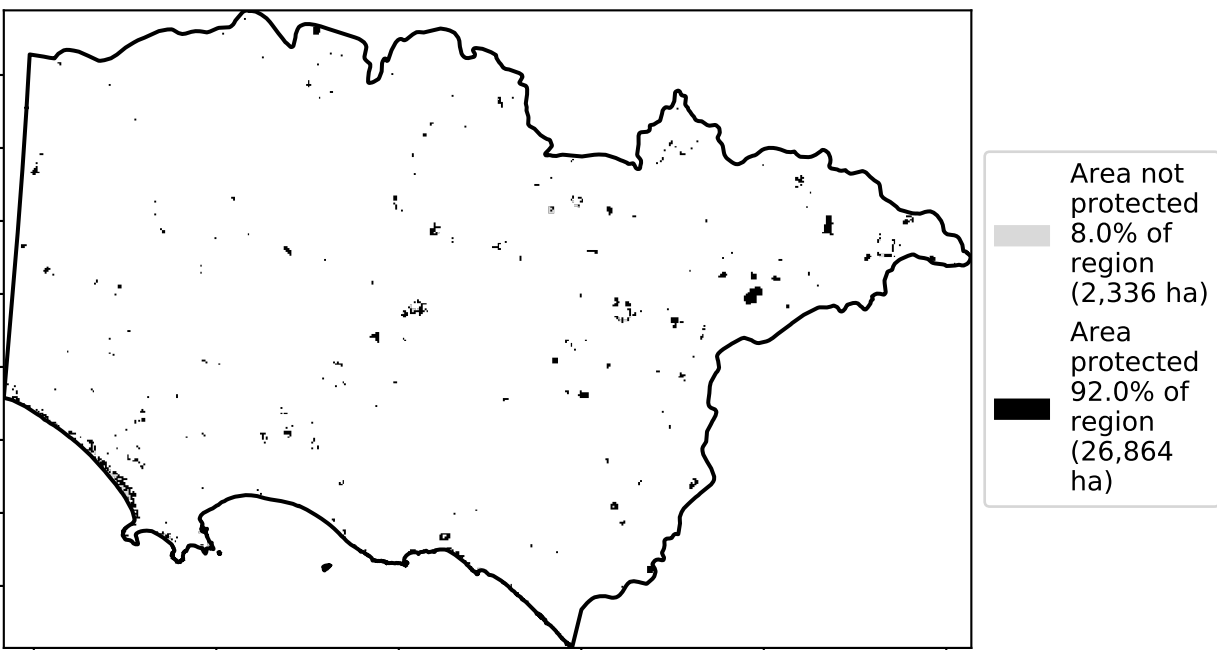 Area not
protected
8.0% of
region
(2,336 ha)
Area
protected
92.0% of
region
(26,864
ha)